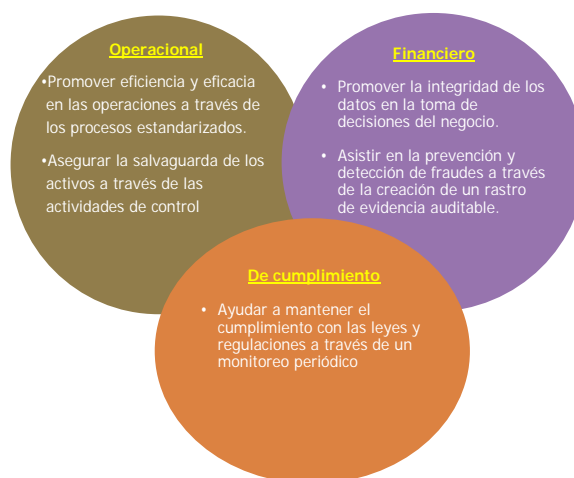 Operacional
•Promover eficiencia y eficacia
en las operaciones a través de
los procesos estandarizados.
•Asegurar la salvaguarda de los
activos a través de las
actividades de control
Financiero
• Promover la integridad de los
datos en la toma de
decisiones del negocio.
• Asistir en la prevención y
detección de fraudes a través
de la creación de un rastro
de evidencia auditable.
De cumplimiento
• Ayudar a mantener el
cumplimiento con las leyes y
regulaciones a través de un
monitoreo periódico